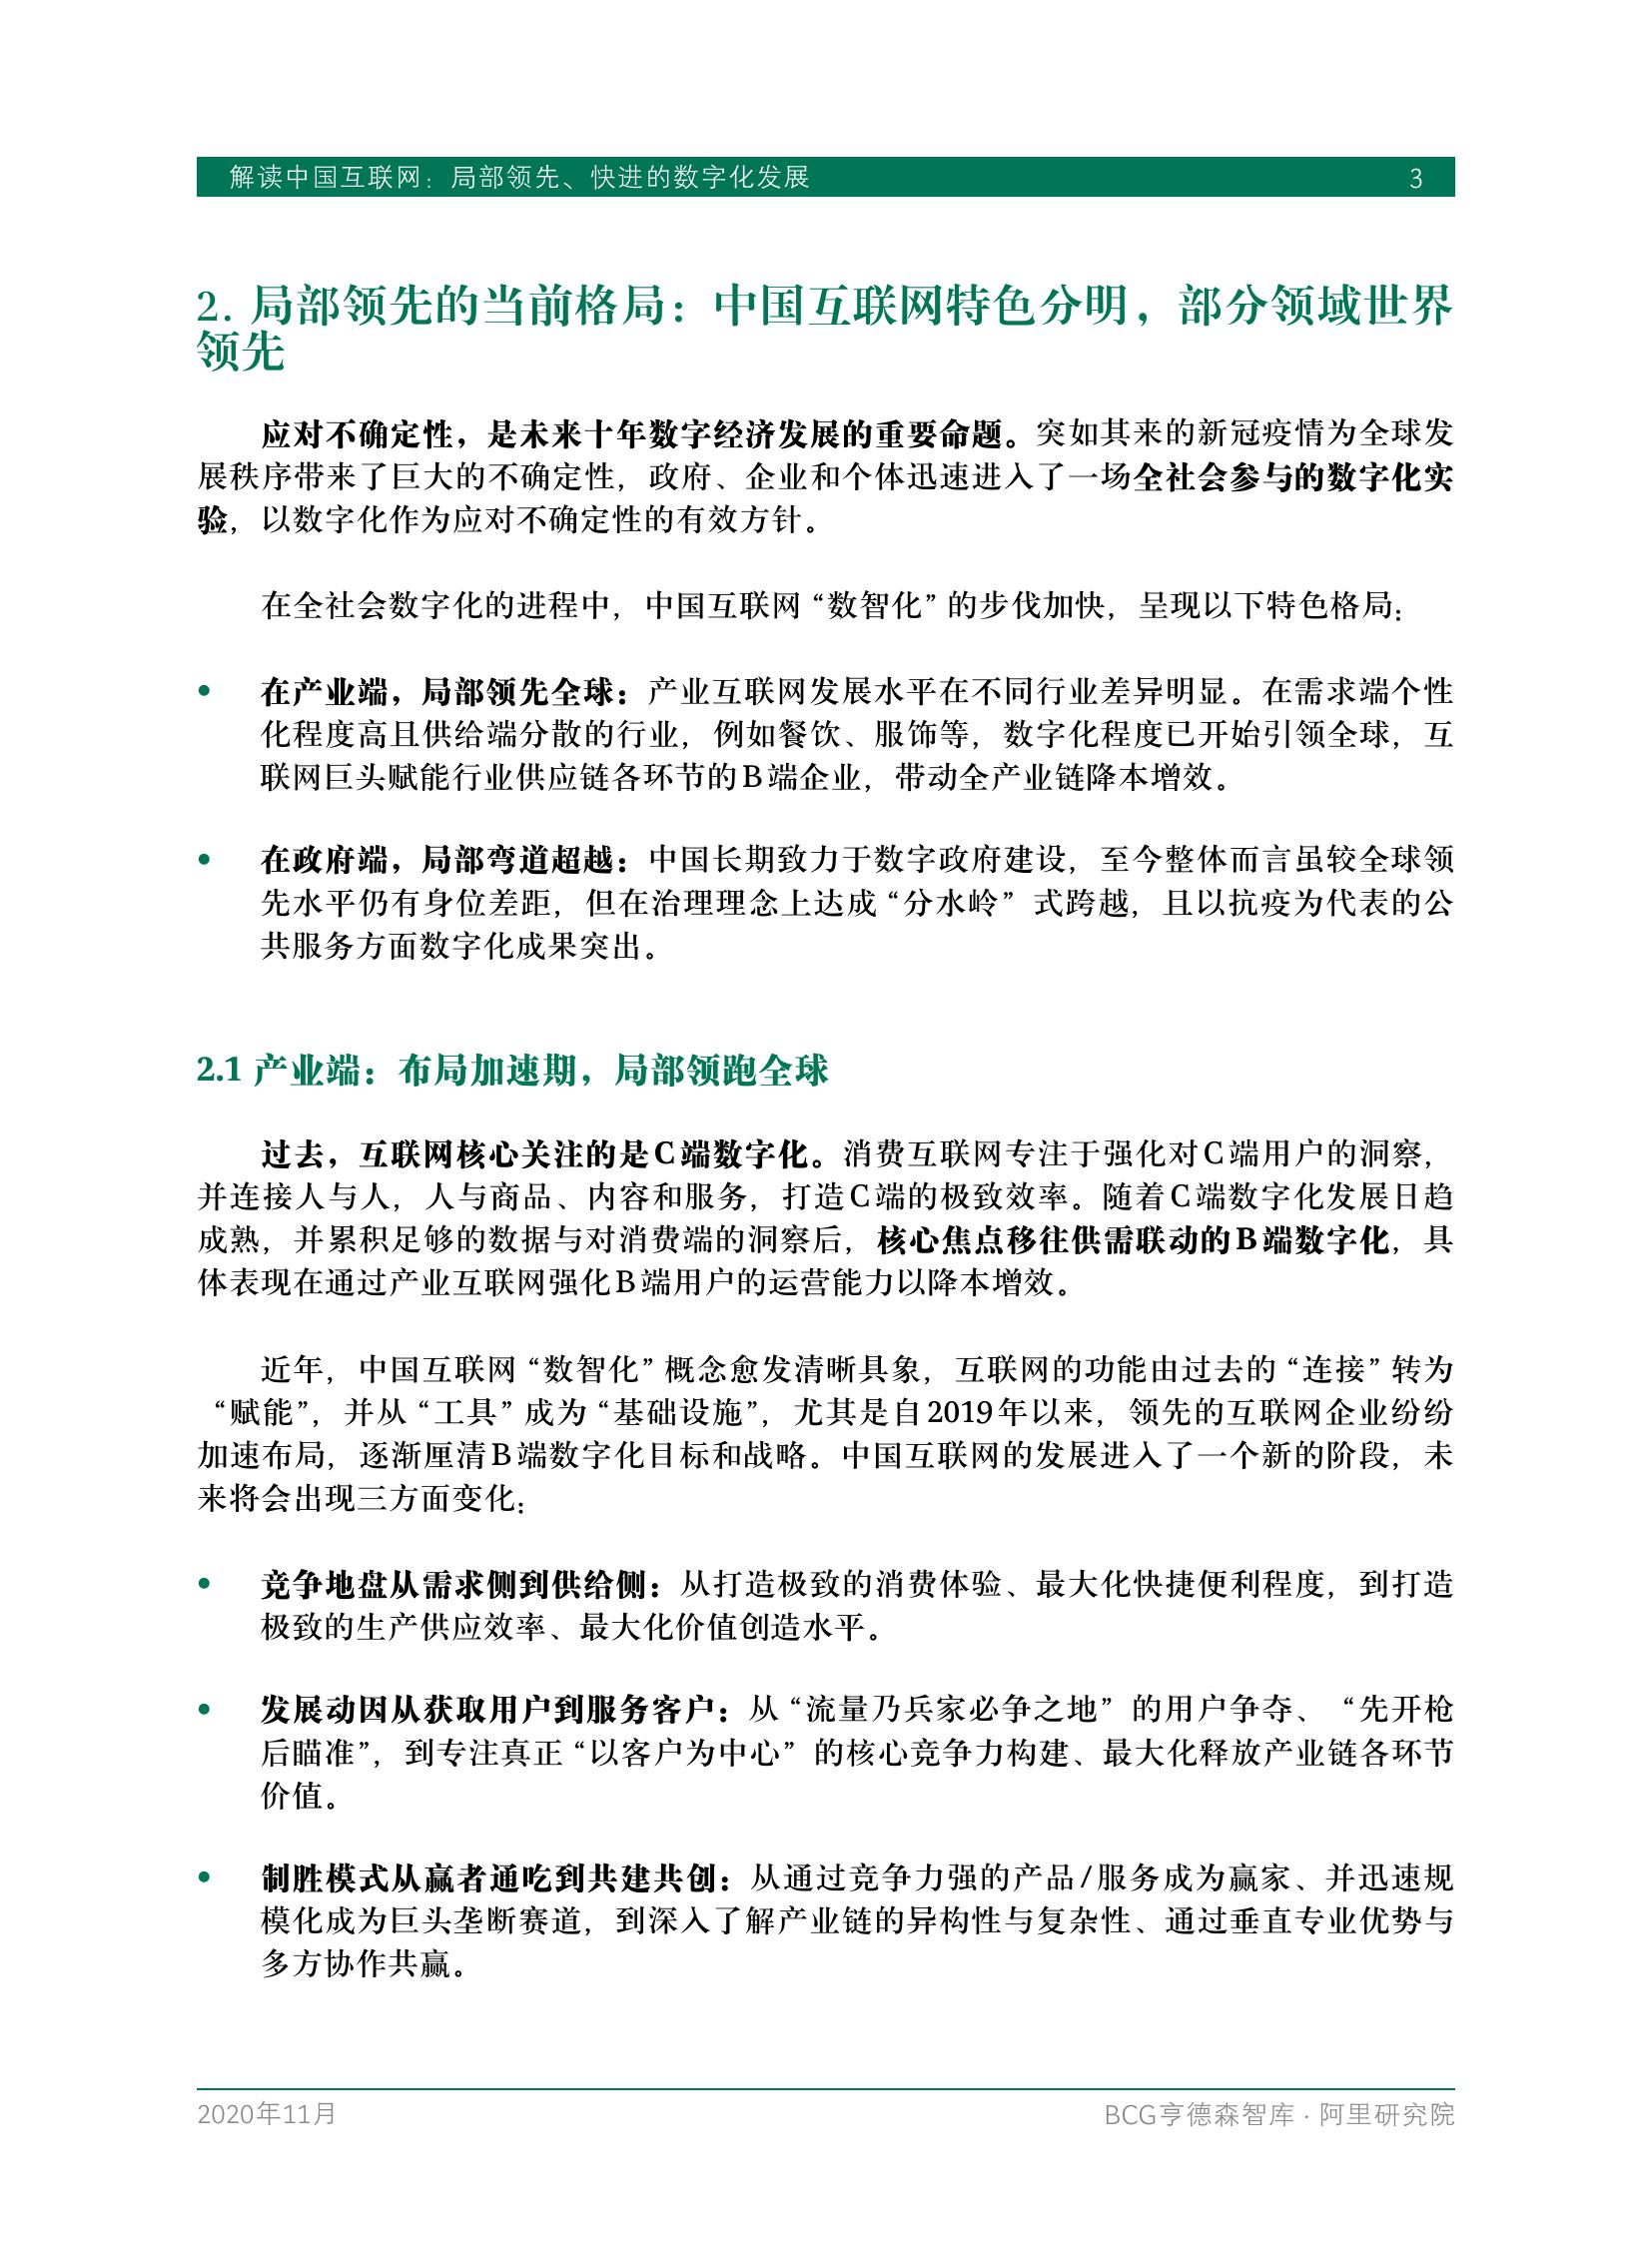 解读中国互联网：局部领先、快进的数字化发展 3
2. 局部领先的当前格局：中国互联网特色分明，部分领域世界
领先
应对不确定性，是未来十年数字经济发展的重要命题。突如其来的新冠疫情为全球发
展秩序带来了巨大的不确定性，政府、企业和个体迅速进入了一场全社会参与的数字化实
验，以数字化作为应对不确定性的有效方针。
在全社会数字化的进程中，中国互联网“数智化”的步伐加快，呈现以下特色格局：
• 在产业端，局部领先全球：产业互联网发展水平在不同行业差异明显。在需求端个性
化程度高且供给端分散的行业，例如餐饮、服饰等，数字化程度已开始引领全球，互
联网巨头赋能行业供应链各环节的B端企业，带动全产业链降本增效。
• 在政府端，局部弯道超越：中国长期致力于数字政府建设，至今整体而言虽较全球领
先水平仍有身位差距，但在治理理念上达成“分水岭”式跨越，且以抗疫为代表的公
共服务方面数字化成果突出。
2.1 产业端：布局加速期，局部领跑全球
过去，互联网核心关注的是C端数字化。消费互联网专注于强化对C端用户的洞察，
并连接人与人，人与商品、内容和服务，打造C端的极致效率。随着C端数字化发展日趋
成熟，并累积足够的数据与对消费端的洞察后，核心焦点移往供需联动的B端数字化，具
体表现在通过产业互联网强化B端用户的运营能力以降本增效。
近年，中国互联网“数智化”概念愈发清晰具象，互联网的功能由过去的“连接”转为
“赋能”，并从“工具”成为“基础设施”，尤其是自2019年以来，领先的互联网企业纷纷
加速布局，逐渐厘清B端数字化目标和战略。中国互联网的发展进入了一个新的阶段，未
来将会出现三方面变化：
• 竞争地盘从需求侧到供给侧：从打造极致的消费体验、最大化快捷便利程度，到打造
极致的生产供应效率、最大化价值创造水平。
• 发展动因从获取用户到服务客户：从“流量乃兵家必争之地”的用户争夺、“先开枪
后瞄准”，到专注真正“以客户为中心”的核心竞争力构建、最大化释放产业链各环节
价值。
• 制胜模式从赢者通吃到共建共创：从通过竞争力强的产品/服务成为赢家、并迅速规
模化成为巨头垄断赛道，到深入了解产业链的异构性与复杂性、通过垂直专业优势与
多方协作共赢。
2020年11月 BCG亨德森智库 · 阿里研究院